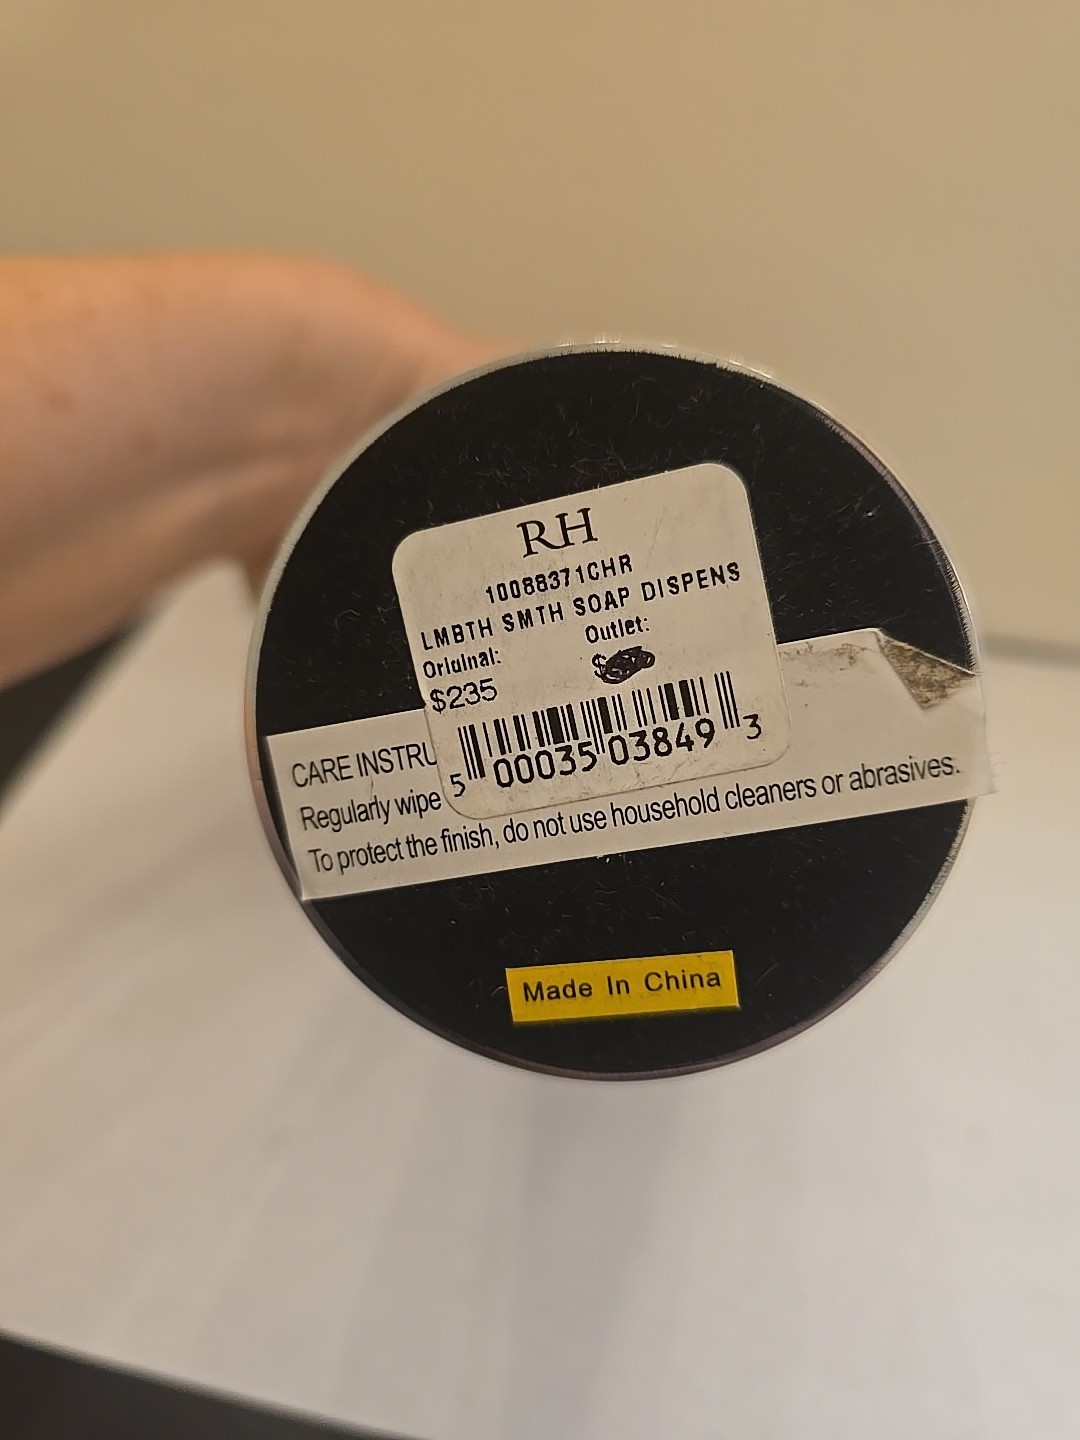 RH
10088371CHR
LMBTH SMTH SOAP DISPENS
Original: Outlet:
$235 $
5 00035 03849 3
CARE INSTRU
Regularly wipe
To protect the finish, do not use household cleaners or abrasives.
Made In China